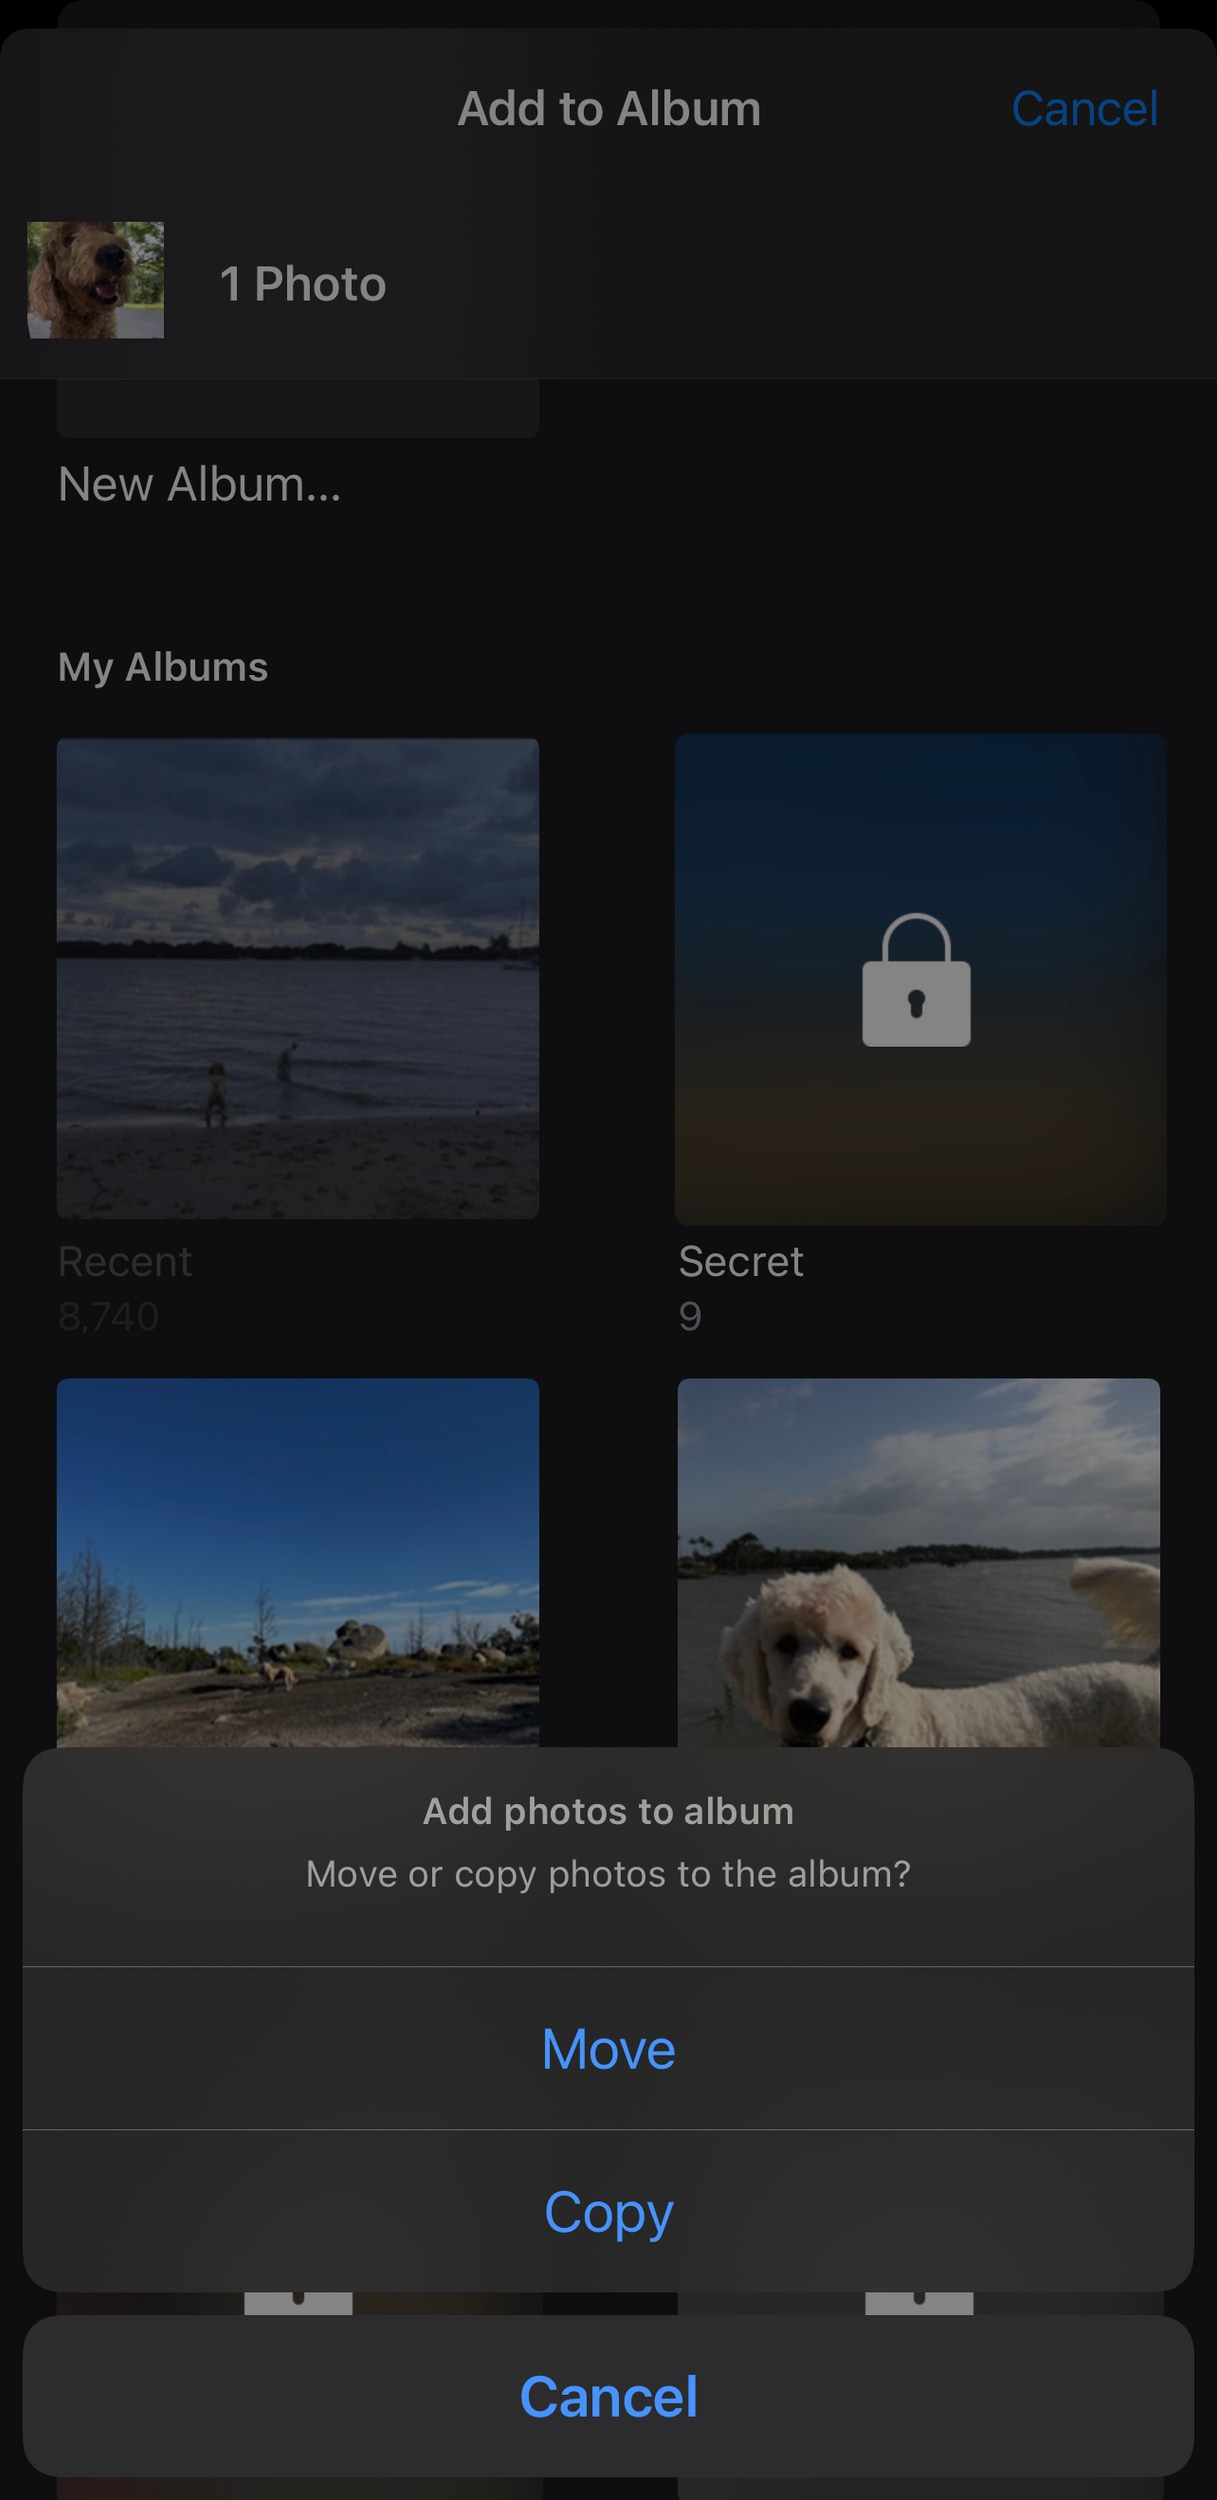 Add to Album
Cancel
1 Photo
New Album...
My Albums
Recent
8,740
Secret
9
Add photos to album
Move or copy photos to the album?
Move
Copy
Cancel